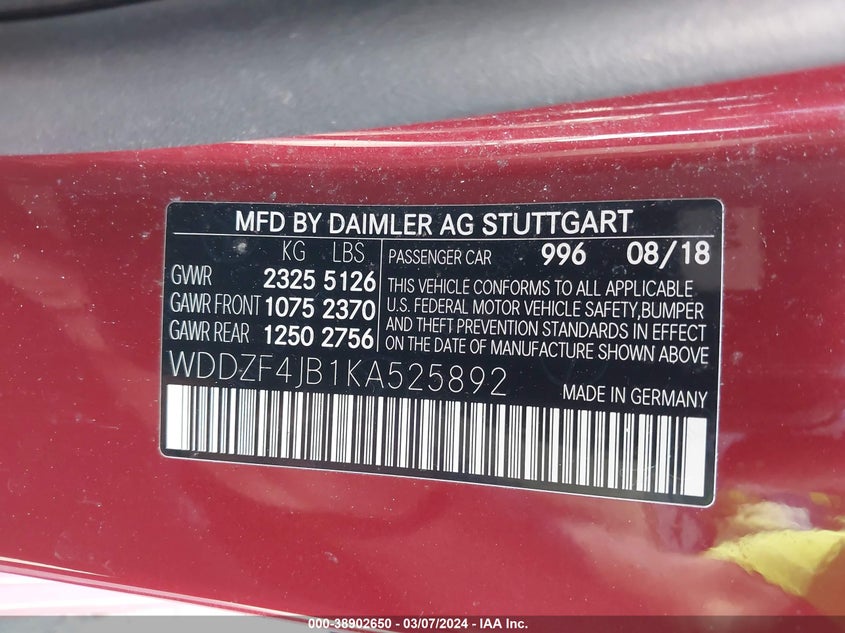 MFD BY DAIMLER AG STUTTGART
KG LBS
GVWR 2325 5126
GAWR FRONT 1075 2370
GAWR REAR 1250 2756
PASSENGER CAR 996 08/18
THIS VEHICLE CONFORMS TO ALL APPLICABLE
U.S. FEDERAL MOTOR VEHICLE SAFETY,BUMPER
AND THEFT PREVENTION STANDARDS IN EFFECT
ON THE DATE OF MANUFACTURE SHOWN ABOVE
WDDZF4JB1KA525892
MADE IN GERMANY
000-38902650 - 03/07/2024 - IAA Inc.